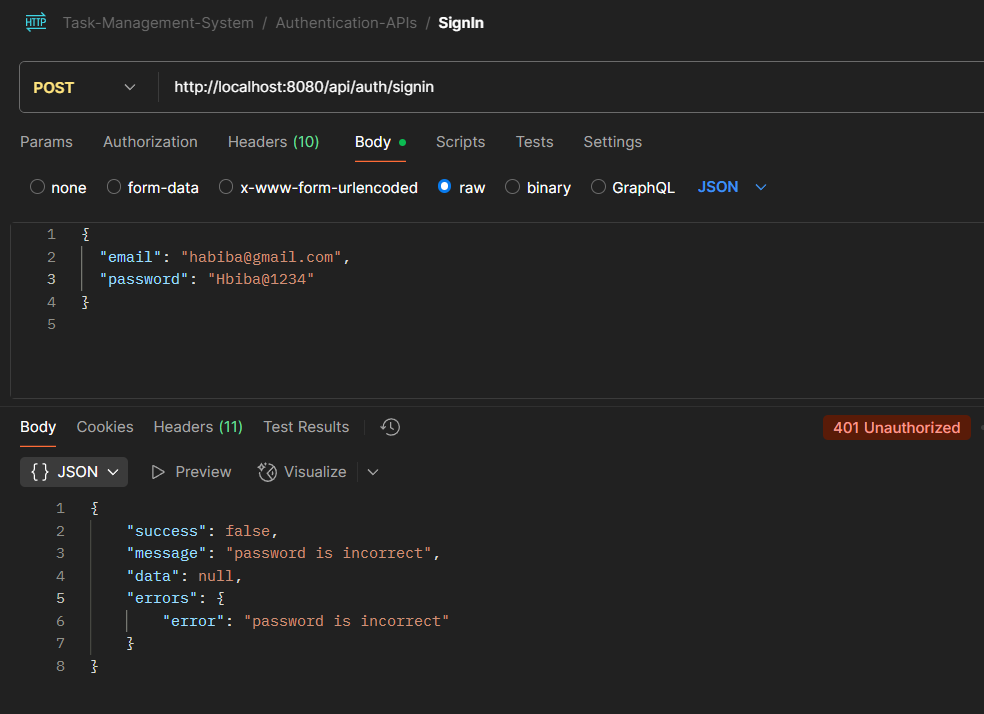 HTTP Task-Management-System / Authentication-APIs / SignIn
POST http://localhost:8080/api/auth/signin
Params Authorization Headers (10) Body Scripts Tests Settings
none form-data x-www-form-urlencoded raw binary GraphQL JSON
1 {
2 "email": "habiba@gmail.com",
3 "password": "Hbiba@1234"
4 }
5
Body Cookies Headers (11) Test Results 401 Unauthorized
{} JSON Preview Visualize
1 {
2 "success": false,
3 "message": "password is incorrect",
4 "data": null,
5 "errors": {
6 "error": "password is incorrect"
7 }
8 }